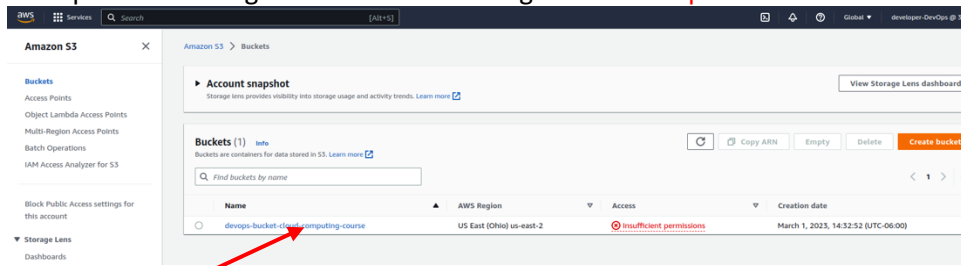 aws Services Search [Alt+S] Global developer-DevOps @ 3
Amazon S3
Amazon S3 > Buckets
Buckets
Access Points
Object Lambda Access Points
Multi-Region Access Points
Batch Operations
IAM Access Analyzer for S3
Block Public Access settings for
this account
Storage Lens
Dashboards
Account snapshot
View Storage Lens dashboard
Storage lens provides visibility into storage usage and activity trends. Learn more
Buckets (1) Info
Copy ARN Empty Delete Create bucket
Buckets are containers for data stored in S3. Learn more
Find buckets by name
< 1 >
Name AWS Region Access Creation date
devops-bucket-cloud-computing-course US East (Ohio) us-east-2 Insufficient permissions March 1, 2023, 14:32:52 (UTC-06:00)